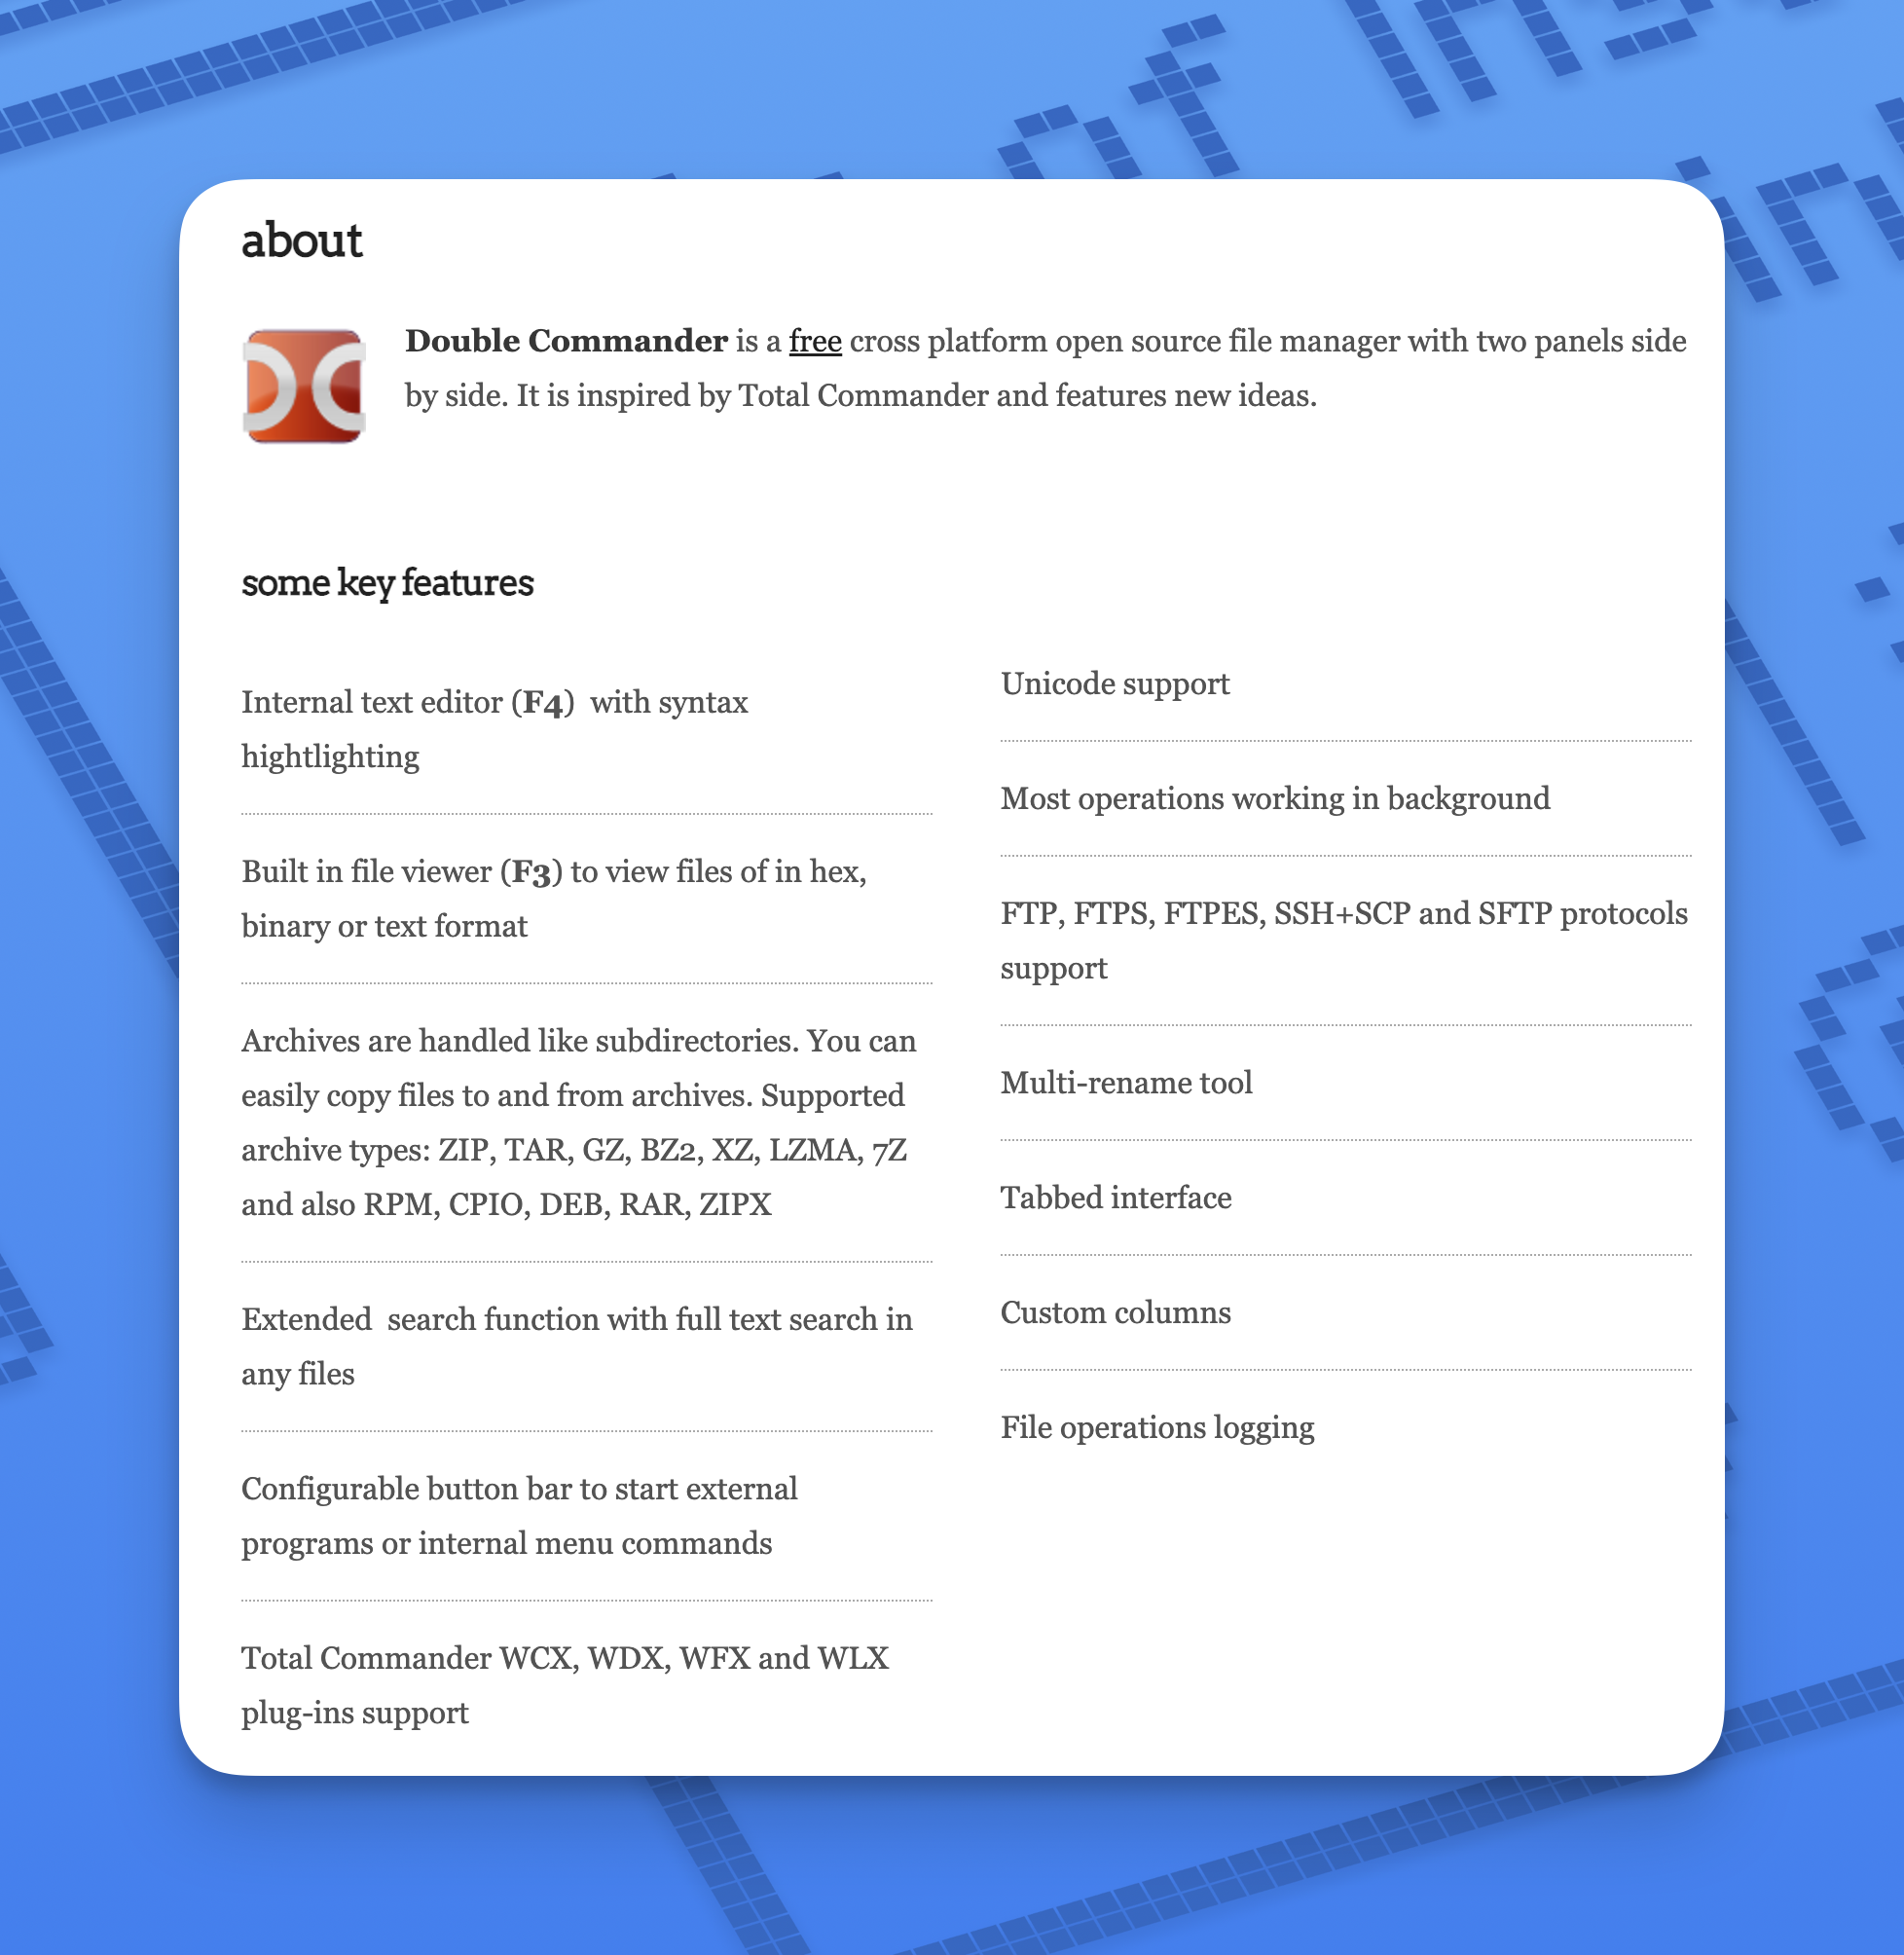 of
in
about
Double Commander is a free cross platform open source file manager with two panels side
by side. It is inspired by Total Commander and features new ideas.
some key features
Internal text editor (F4)  with syntax
hightlighting
Built in file viewer (F3) to view files of in hex,
binary or text format
Archives are handled like subdirectories. You can
easily copy files to and from archives. Supported
archive types: ZIP, TAR, GZ, BZ2, XZ, LZMA, 7Z
and also RPM, CPIO, DEB, RAR, ZIPX
Extended  search function with full text search in
any files
Configurable button bar to start external
programs or internal menu commands
Total Commander WCX, WDX, WFX and WLX
plug-ins support
Unicode support
Most operations working in background
FTP, FTPS, FTPES, SSH+SCP and SFTP protocols
support
Multi-rename tool
Tabbed interface
Custom columns
File operations logging